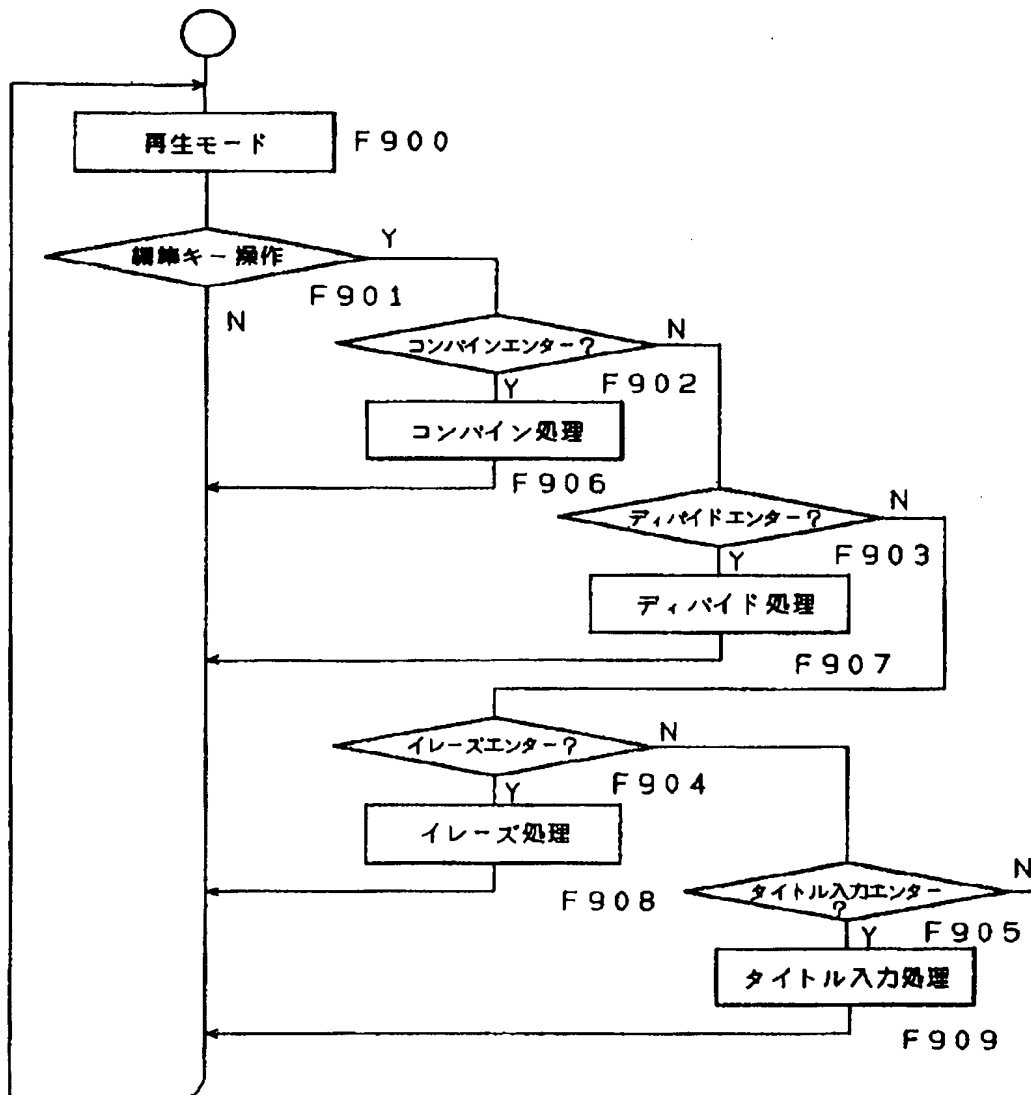 再生モード
F900
編集キー操作
Y
F901
N
コンバインエンター?
N
F902
Y
コンバイン処理
F906
ディバイドエンター?
N
F903
Y
ディバイド処理
F907
イレーズエンター?
N
F904
Y
イレーズ処理
F908
タイトル入力エンター
?
N
F905
Y
タイトル入力処理
F909